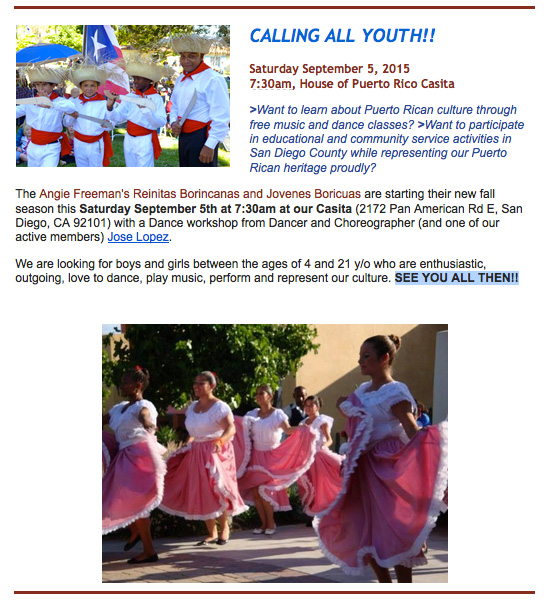 CALLING ALL YOUTH!!
Saturday September 5, 2015
7:30am, House of Puerto Rico Casita
>Want to learn about Puerto Rican culture through
free music and dance classes? >Want to participate
in educational and community service activities in
San Diego County while representing our Puerto
Rican heritage proudly?
The Angie Freeman's Reinitas Borincanas and Jovenes Boricuas are starting their new fall
season this Saturday September 5th at 7:30am at our Casita (2172 Pan American Rd E, San
Diego, CA 92101) with a Dance workshop from Dancer and Choreographer (and one of our
active members) Jose Lopez.
We are looking for boys and girls between the ages of 4 and 21 y/o who are enthusiastic,
outgoing, love to dance, play music, perform and represent our culture. SEE YOU ALL THEN!!